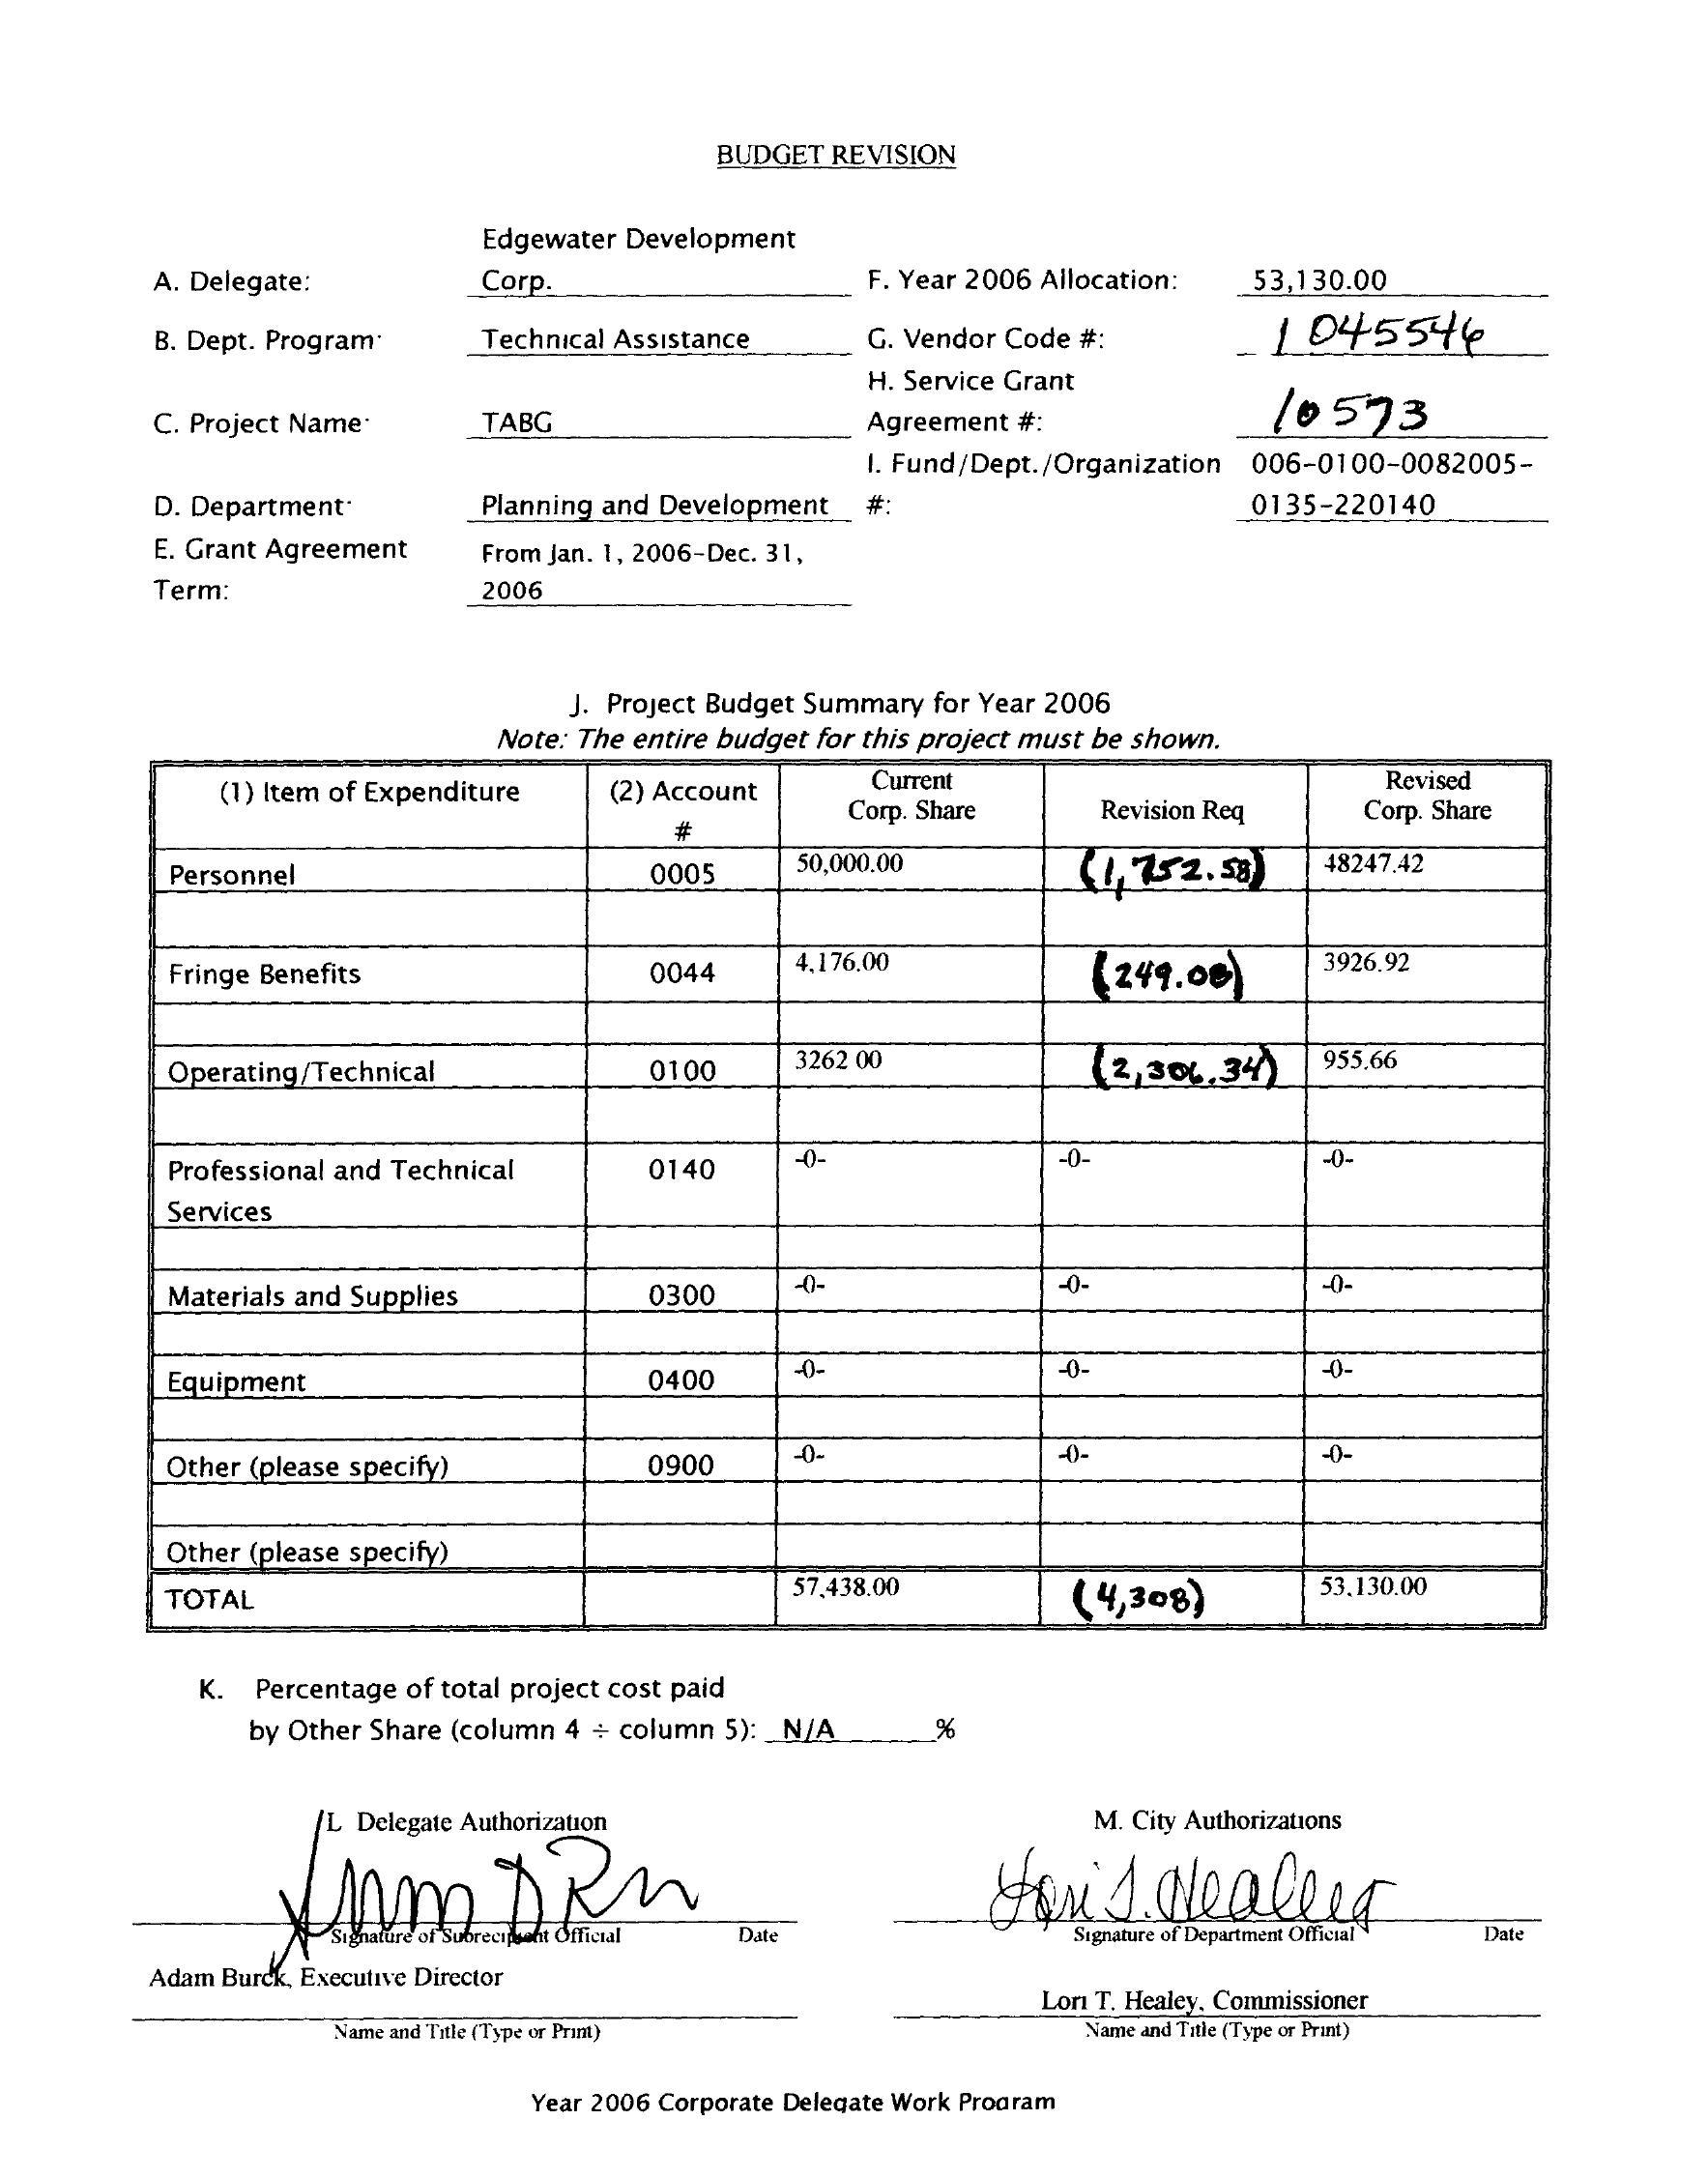 BUDGET REVISION
Edgewater Development
A. Delegate: Corp. F. Year 2006 Allocation: 53,130.00
B. Dept. Program: Technical Assistance G. Vendor Code #: 1045546
H. Service Grant
C. Project Name: TABG Agreement #: 10573
I. Fund/Dept./Organization 006-0100-0082005-
D. Department: Planning and Development #: 0135-220140
E. Grant Agreement From Jan. 1, 2006-Dec. 31,
Term: 2006
J. Project Budget Summary for Year 2006
Note: The entire budget for this project must be shown.
(1) Item of Expenditure (2) Account Current Revised
# Corp. Share Revision Req Corp. Share
Personnel 0005 50,000.00 (1,752.58) 48247.42
Fringe Benefits 0044 4,176.00 (249.08) 3926.92
Operating/Technical 0100 3262 00 (2,306.34) 955.66
Professional and Technical 0140 -0- -0- -0-
Services
Materials and Supplies 0300 -0- -0- -0-
Equipment 0400 -0- -0- -0-
Other (please specify) 0900 -0- -0- -0-
Other (please specify)
TOTAL 57,438.00 (4,308) 53,130.00
K. Percentage of total project cost paid
by Other Share (column 4 ÷ column 5): N/A %
L Delegate Authorization M. City Authorizations
Lori T. Healey
Signature of Subrecipient Official Date Signature of Department Official Date
Adam Burck, Executive Director
Lori T. Healey, Commissioner
Name and Title (Type or Print) Name and Title (Type or Print)
Year 2006 Corporate Delegate Work Program